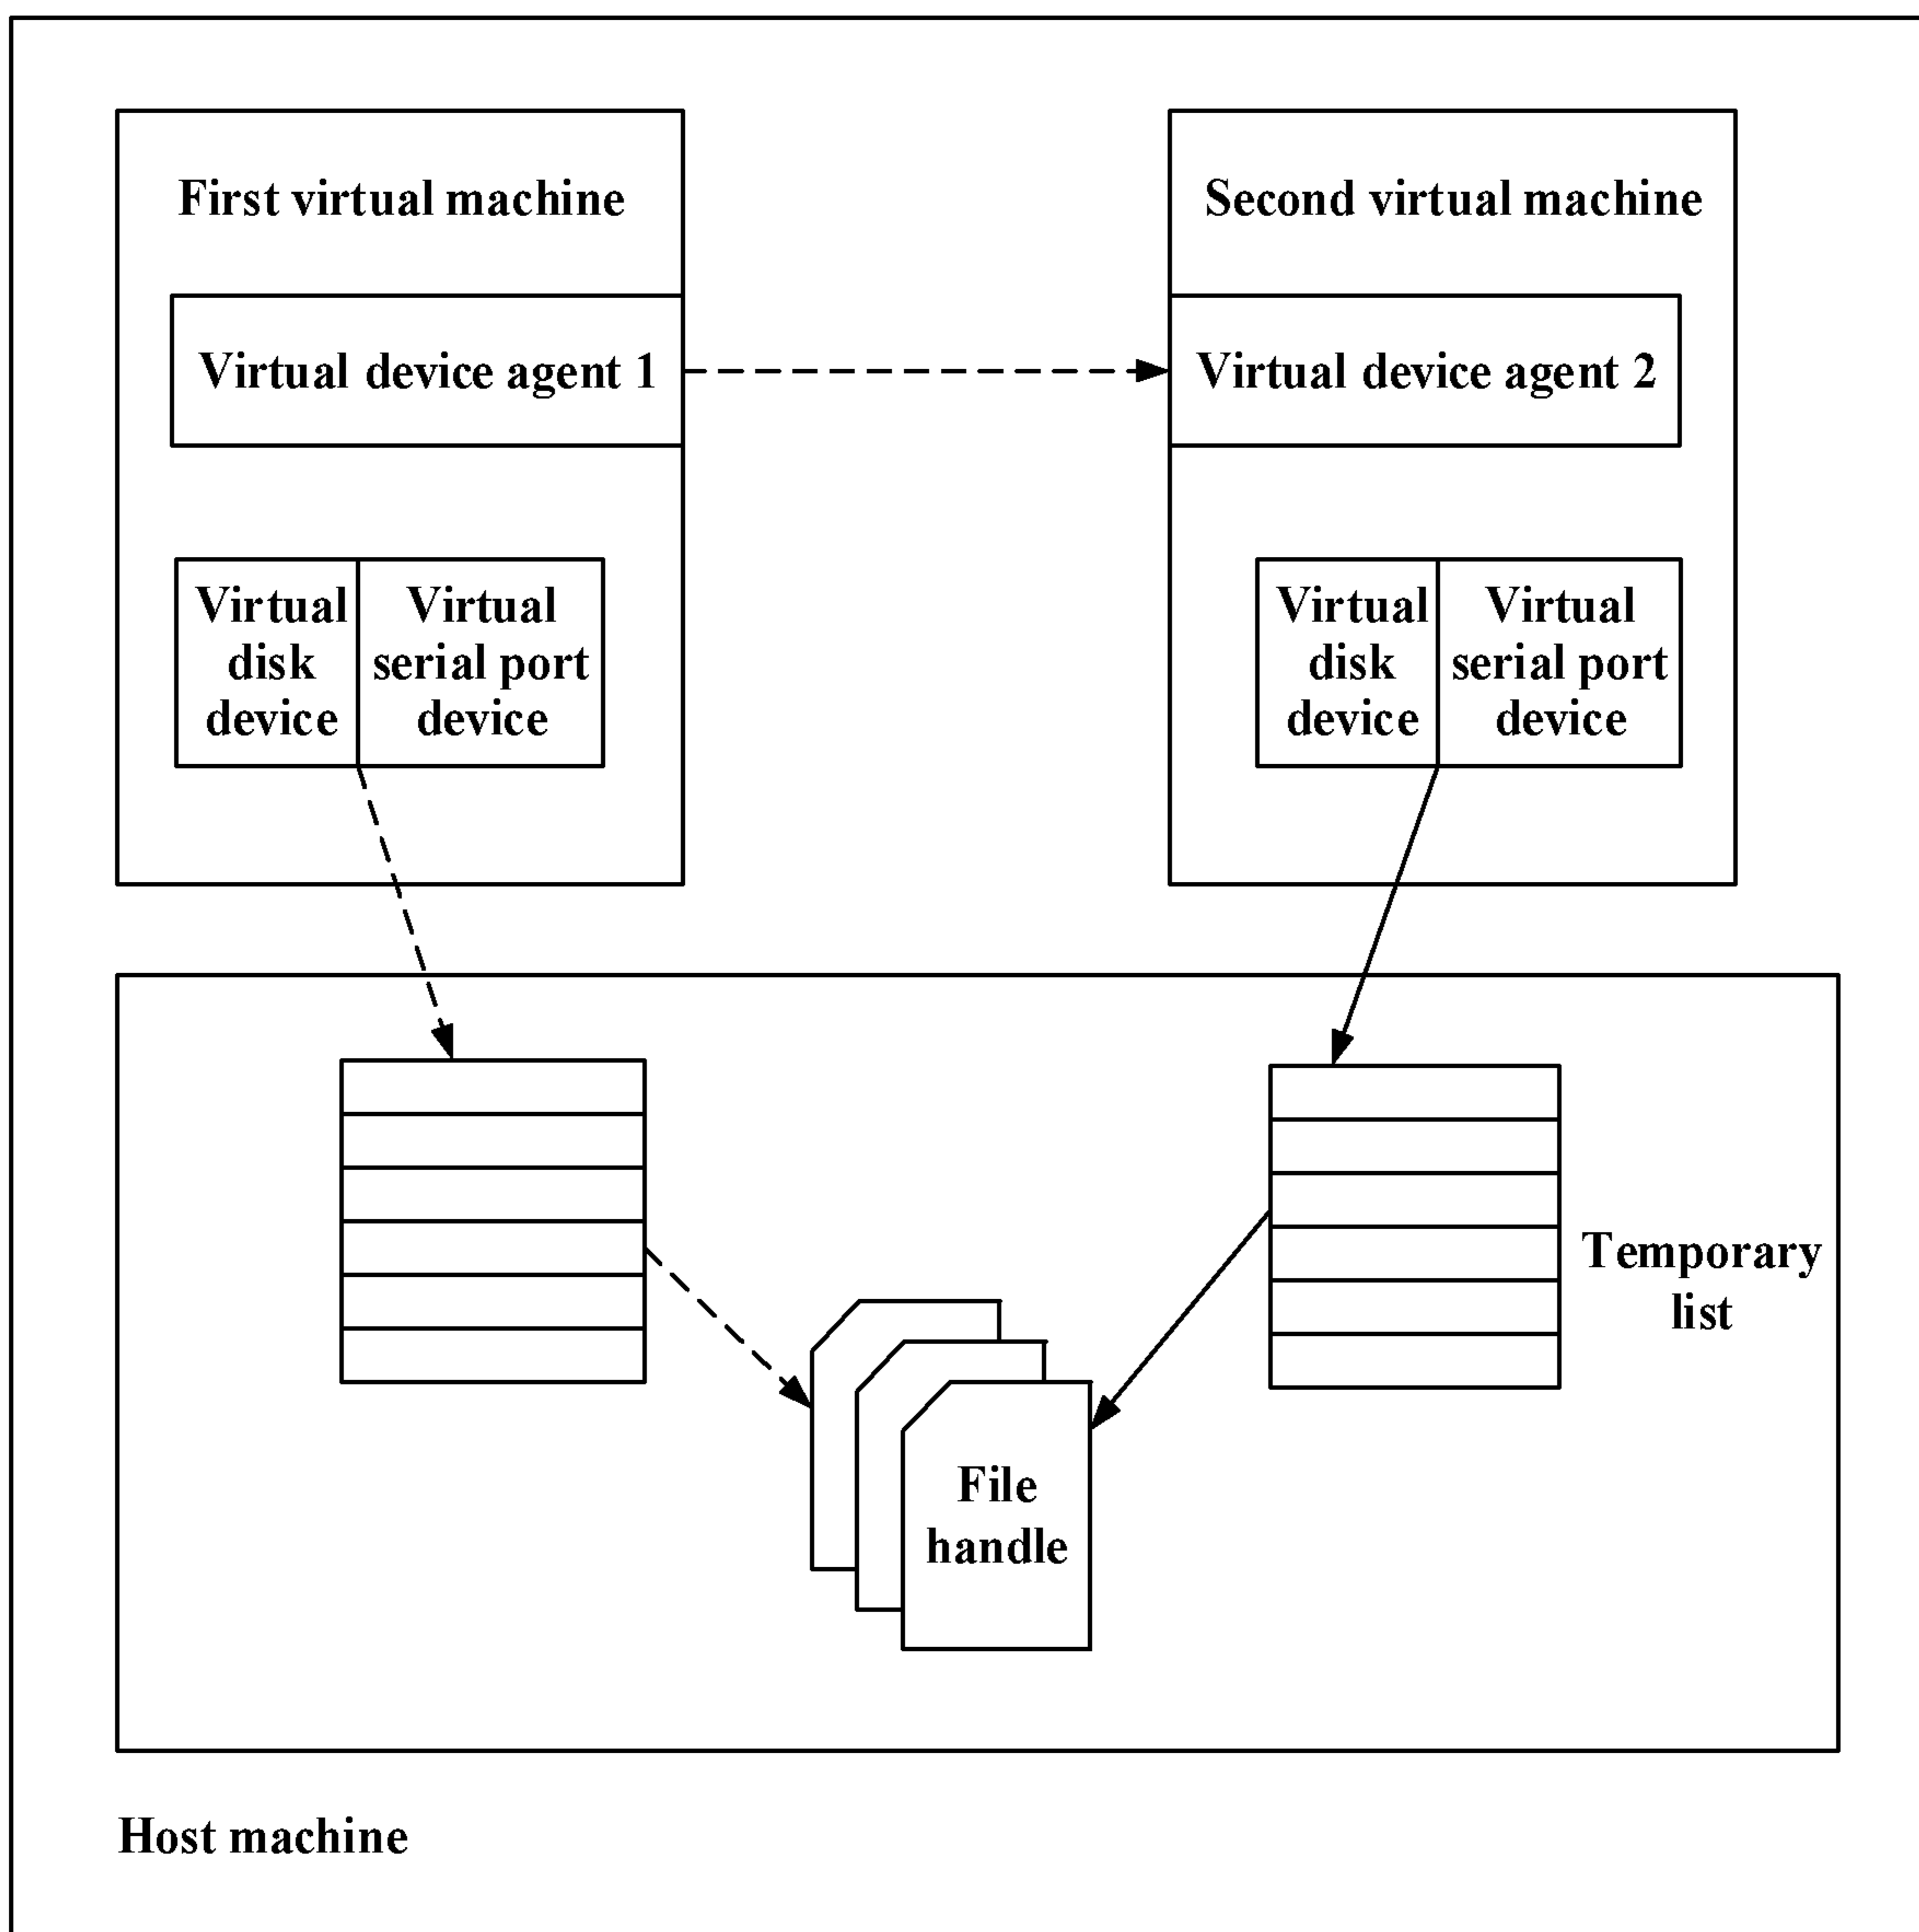 First virtual machine
Second virtual machine
Virtual device agent 1
Virtual device agent 2
Virtual
disk
device
Virtual
serial port
device
Virtual
disk
device
Virtual
serial port
device
Temporary
list
File
handle
Host machine